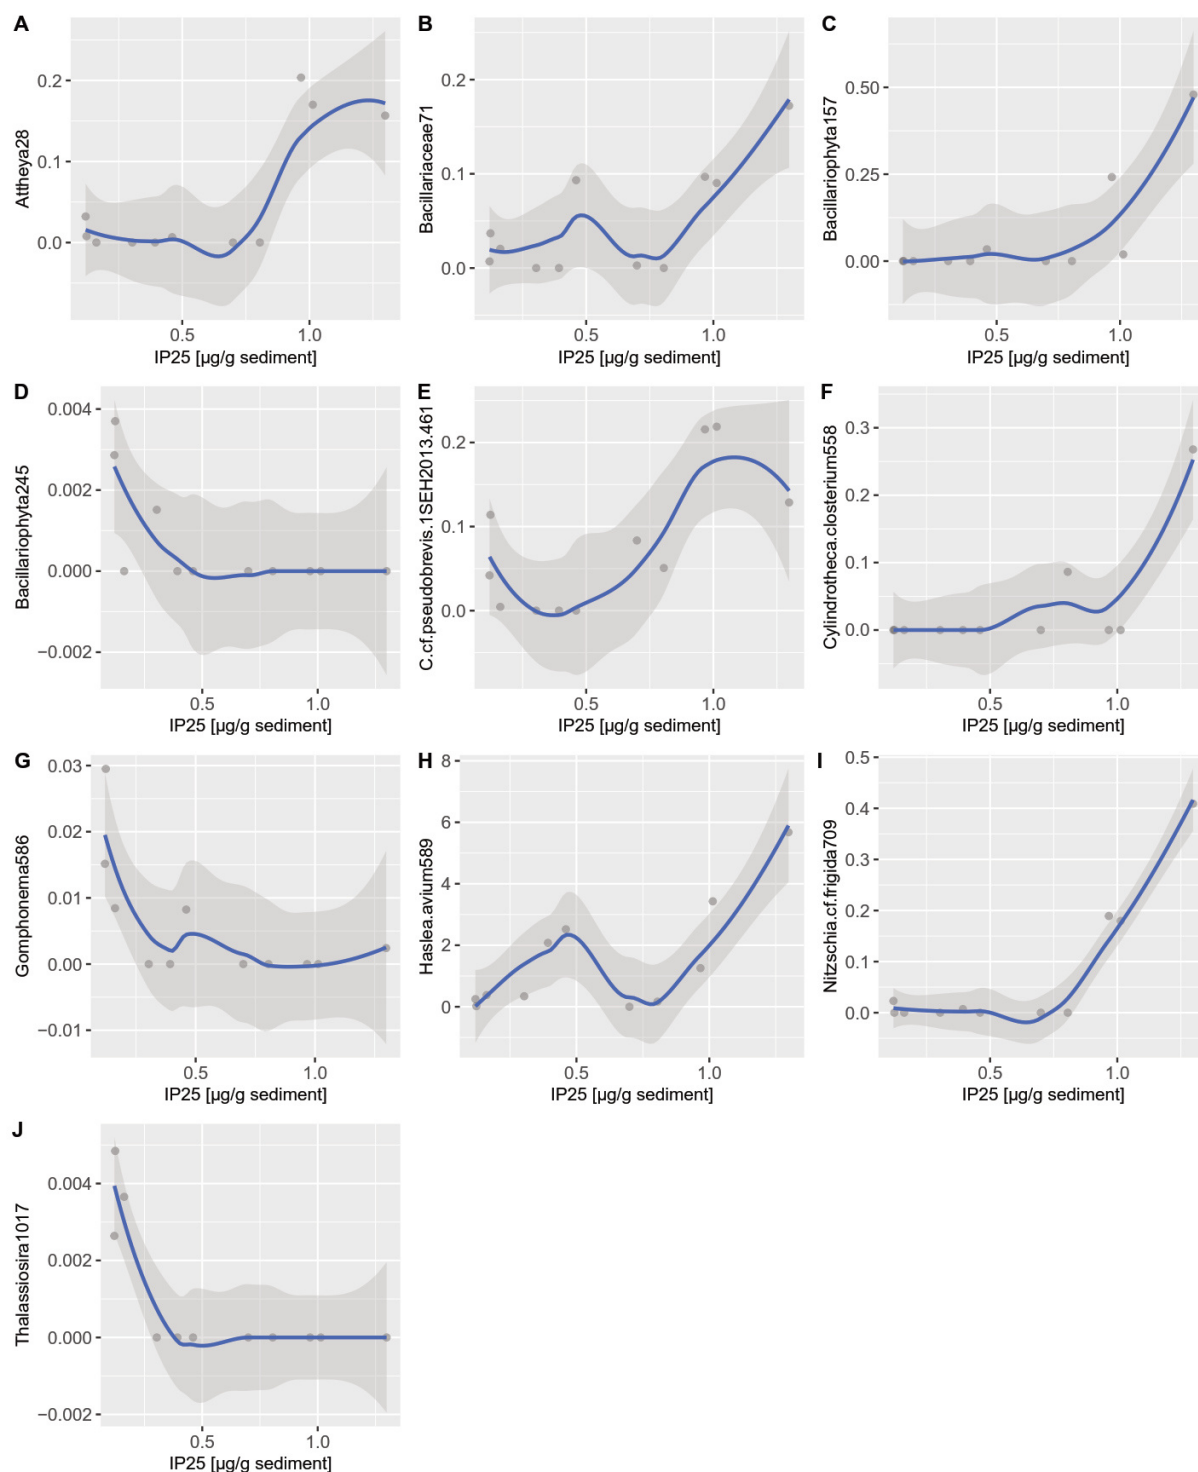 A
Attheya28
0.2
0.1
0.0
0.5
1.0
IP25 [µg/g sediment]
B
Bacillariaceae71
0.2
0.1
0.0
0.5
1.0
IP25 [µg/g sediment]
C
Bacillariophyta157
0.50
0.25
0.00
0.5
1.0
IP25 [µg/g sediment]
D
Bacillariophyta245
0.004
0.002
0.000
−0.002
0.5
1.0
IP25 [µg/g sediment]
E
C.cf.pseudobrevis.1SEH2013.461
0.2
0.1
0.0
0.5
1.0
IP25 [µg/g sediment]
F
Cylindrotheca.closterium558
0.3
0.2
0.1
0.0
0.5
1.0
IP25 [µg/g sediment]
G
Gomphonema586
0.03
0.02
0.01
0.00
−0.01
0.5
1.0
IP25 [µg/g sediment]
H
Haslea.avium589
8
6
4
2
0
0.5
1.0
IP25 [µg/g sediment]
I
Nitzschia.cf.frigida709
0.5
0.4
0.3
0.2
0.1
0.0
0.5
1.0
IP25 [µg/g sediment]
J
Thalassiosira1017
0.004
0.002
0.000
−0.002
0.5
1.0
IP25 [µg/g sediment]